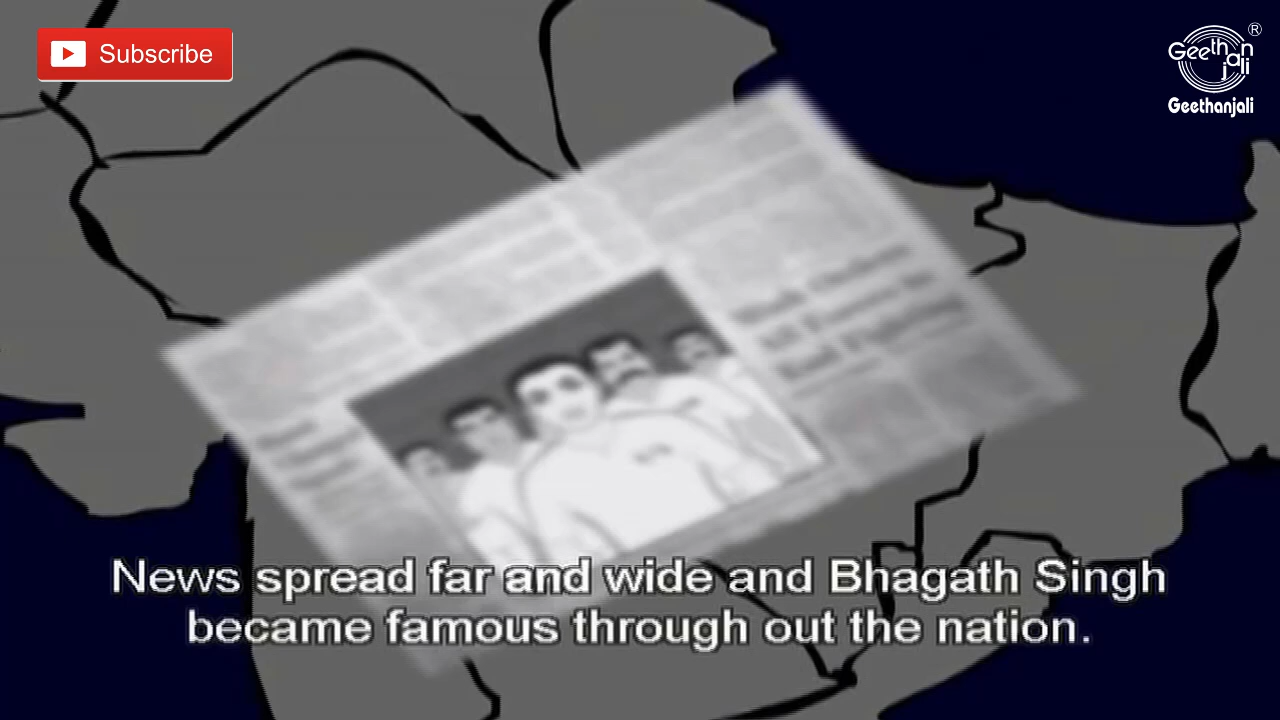 Subscribe
®
Geethanjali
Geethanjali
News spread far and wide and Bhagath Singh
became famous through out the nation.